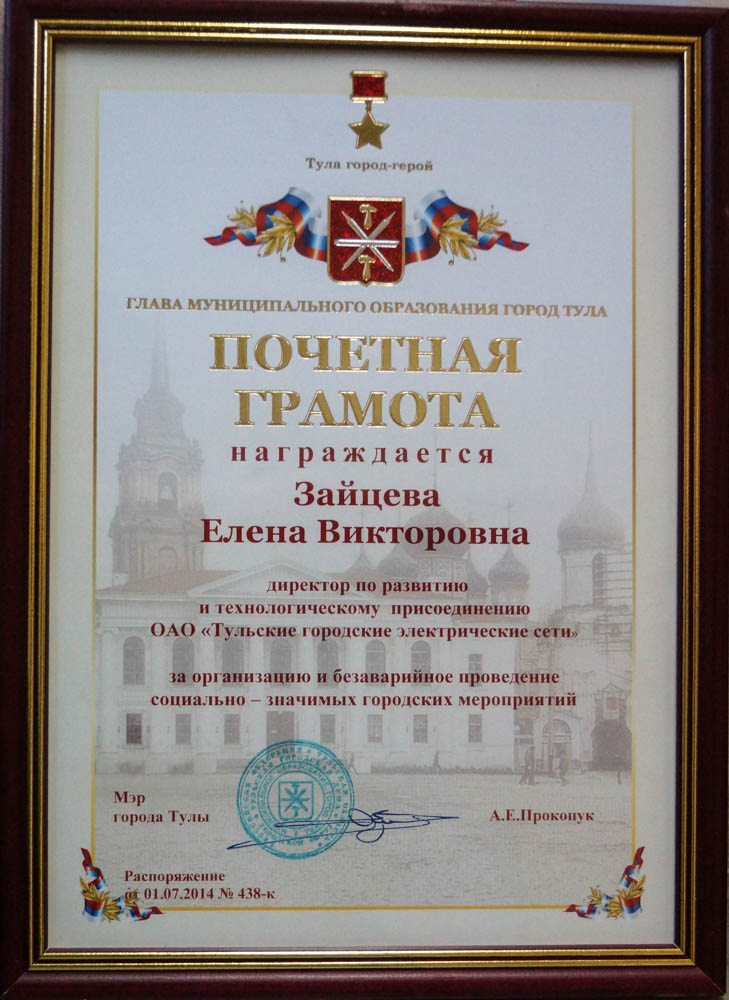 Тула город-герой
ГЛАВА МУНИЦИПАЛЬНОГО ОБРАЗОВАНИЯ ГОРОД ТУЛА
ПОЧЕТНАЯ
ГРАМОТА
награждается
Зайцева
Елена Викторовна
директор по развитию
и технологическому присоединению
ОАО «Тульские городские электрические сети»
за организацию и безаварийное проведение
социально – значимых городских мероприятий
Мэр
города Тулы
А.Е.Прокопук
Распоряжение
от 01.07.2014 № 438-к